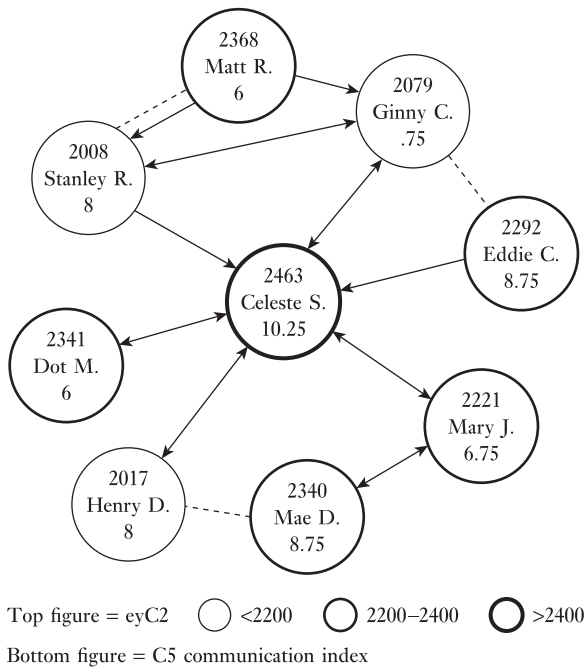 2368
Matt R.
6
2079
Ginny C.
.75
2008
Stanley R.
8
2292
Eddie C.
8.75
2463
Celeste S.
10.25
2341
Dot M.
6
2221
Mary J.
6.75
2017
Henry D.
8
2340
Mae D.
8.75
Top figure = eyC2 <2200 2200–2400 >2400
Bottom figure = C5 communication index